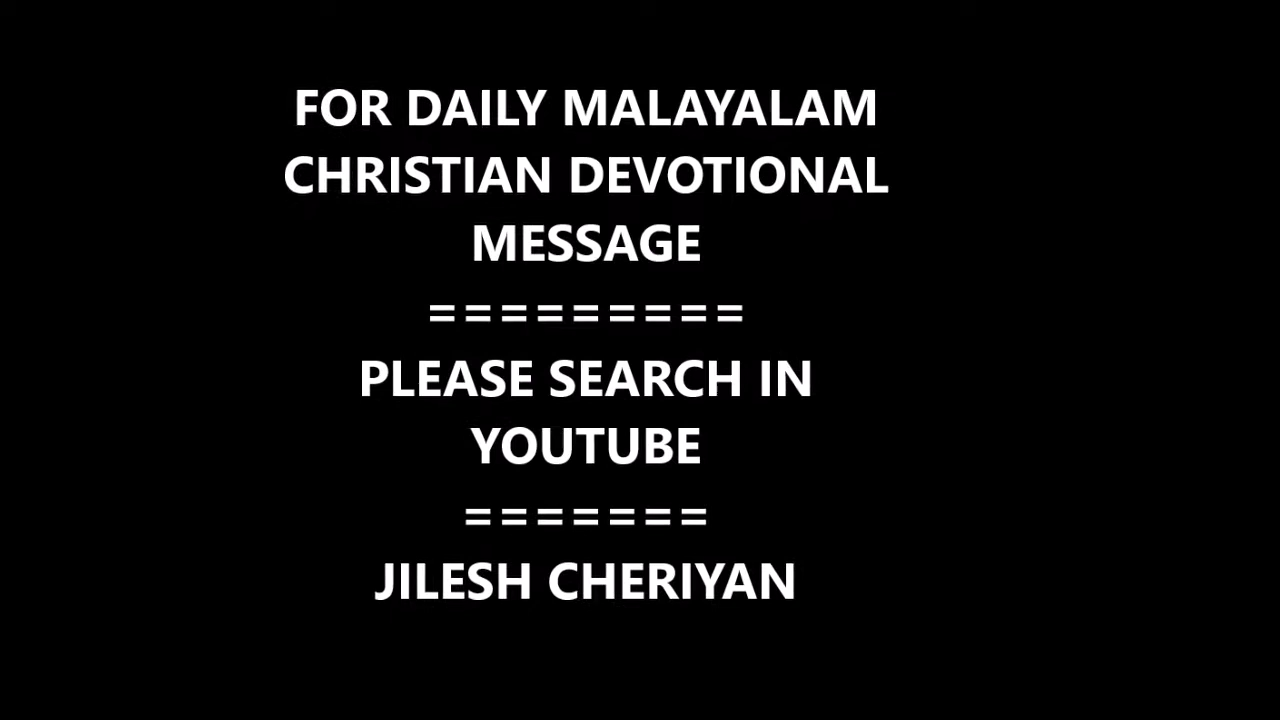 FOR DAILY MALAYALAM
CHRISTIAN DEVOTIONAL
MESSAGE
=========
PLEASE SEARCH IN
YOUTUBE
=======
JILESH CHERIYAN